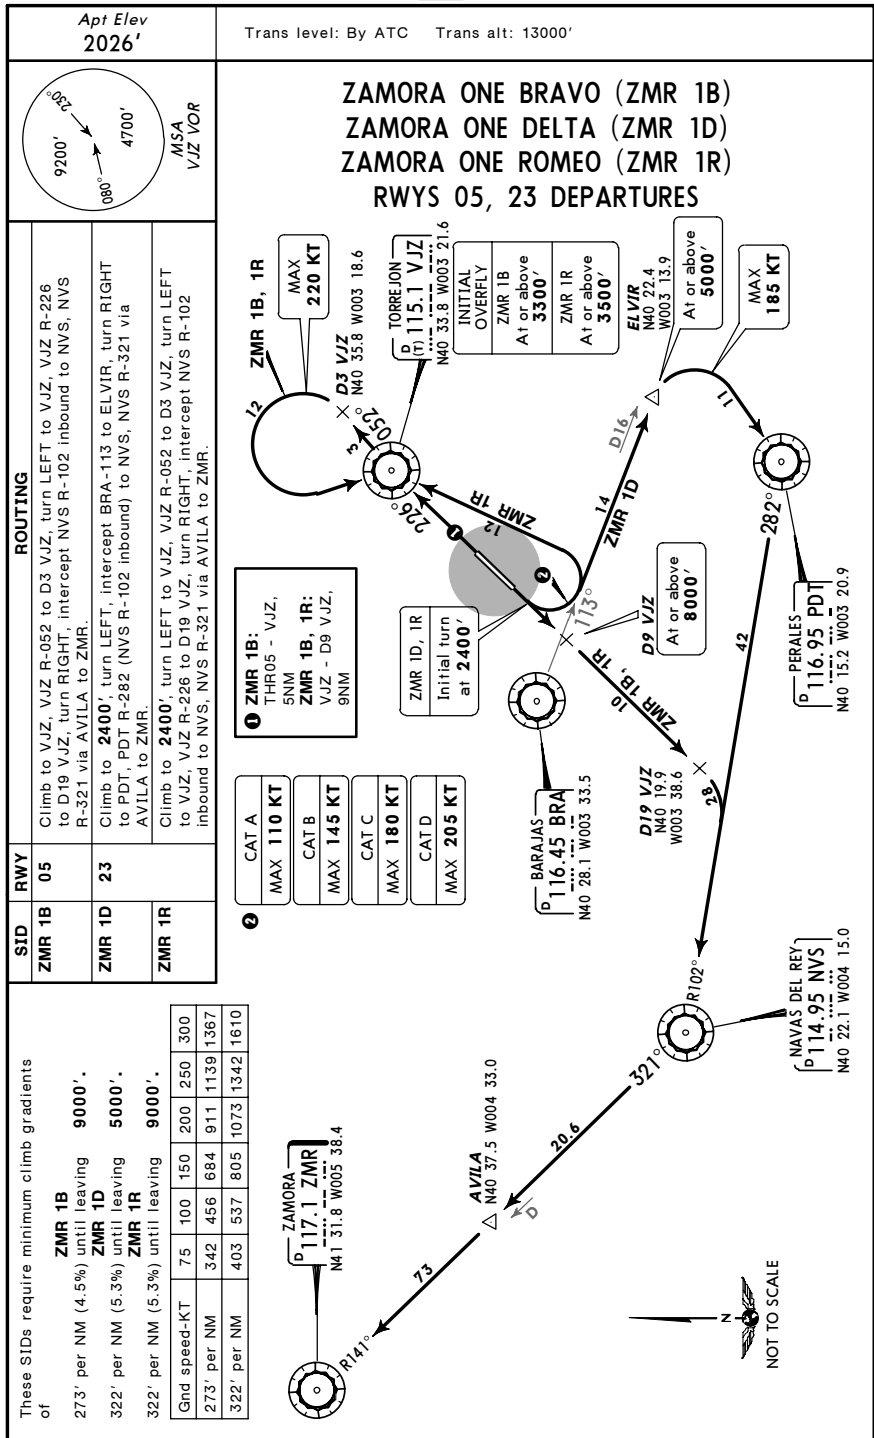 Apt Elev
2026'
Trans level: By ATC Trans alt: 13000'
230°
9200'
4700'
080°
MSA
VJZ VOR
ZAMORA ONE BRAVO (ZMR 1B)
ZAMORA ONE DELTA (ZMR 1D)
ZAMORA ONE ROMEO (ZMR 1R)
RWYS 05, 23 DEPARTURES
SID RWY ROUTING
ZMR 1B 05 Climb to VJZ, VJZ R-052 to D3 VJZ, turn LEFT to VJZ, VJZ R-226
to D19 VJZ, turn RIGHT, intercept NVS R-102 inbound to NVS, NVS
R-321 via AVILA to ZMR.
ZMR 1D 23 Climb to 2400', turn LEFT, intercept BRA-113 to ELVIR, turn RIGHT
to PDT, PDT R-282 (NVS R-102 inbound) to NVS, NVS R-321 via
AVILA to ZMR.
ZMR 1R Climb to 2400', turn LEFT to VJZ, VJZ R-052 to D3 VJZ, turn LEFT
to VJZ, VJZ R-226 to D19 VJZ, turn RIGHT, intercept NVS R-102
inbound to NVS, NVS R-321 via AVILA to ZMR.
These SIDs require minimum climb gradients
of
ZMR 1B
273' per NM (4.5%) until leaving 9000'.
ZMR 1D
322' per NM (5.3%) until leaving 5000'.
ZMR 1R
322' per NM (5.3%) until leaving 9000'.
Gnd speed-KT 75 100 150 200 250 300
273' per NM 342 456 684 911 1139 1367
322' per NM 403 537 805 1073 1342 1610
ZMR 1B, 1R
MAX
220 KT
12
D3 VJZ
N40 35.8 W003 18.6
3
052°
TORREJON
D
(T) 115.1 VJZ
N40 33.8 W003 21.6
INITIAL
OVERFLY
ZMR 1B
At or above
3300'
ZMR 1R
At or above
3500'
ELVIR
N40 22.4
W003 13.9
At or above
5000'
MAX
185 KT
11
D16
14
ZMR 1D
226°
1
12
ZMR 1R
2
113°
1 ZMR 1B:
THR05 - VJZ,
5NM
ZMR 1B, 1R:
VJZ - D9 VJZ,
9NM
ZMR 1D, 1R
Initial turn
at 2400'
D9 VJZ
At or above
8000'
10
ZMR 1B, 1R
2
CAT A
MAX 110 KT
CAT B
MAX 145 KT
CAT C
MAX 180 KT
CAT D
MAX 205 KT
BARAJAS
D 116.45 BRA
N40 28.1 W003 33.5
D19 VJZ
N40 19.9
W003 38.6
28
282°
42
PERALES
D 116.95 PDT
N40 15.2 W003 20.9
R102°
NAVAS DEL REY
D 114.95 NVS
N40 22.1 W004 15.0
321°
20.6
AVILA
N40 37.5 W004 33.0
D
73
R141°
ZAMORA
D 117.1 ZMR
N41 31.8 W005 38.4
N
NOT TO SCALE